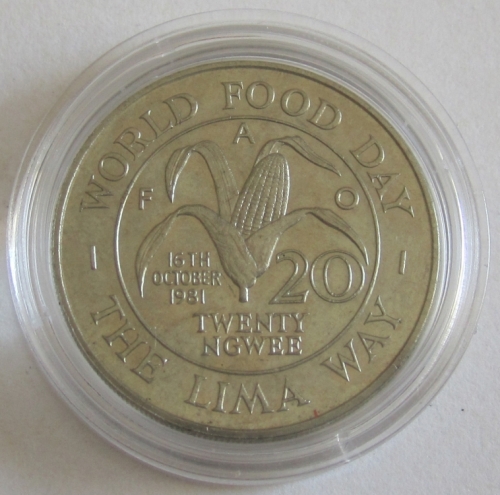 WORLD FOOD DAY
F A O
16TH
OCTOBER
1981
20
TWENTY
NGWEE
THE LIMA WAY